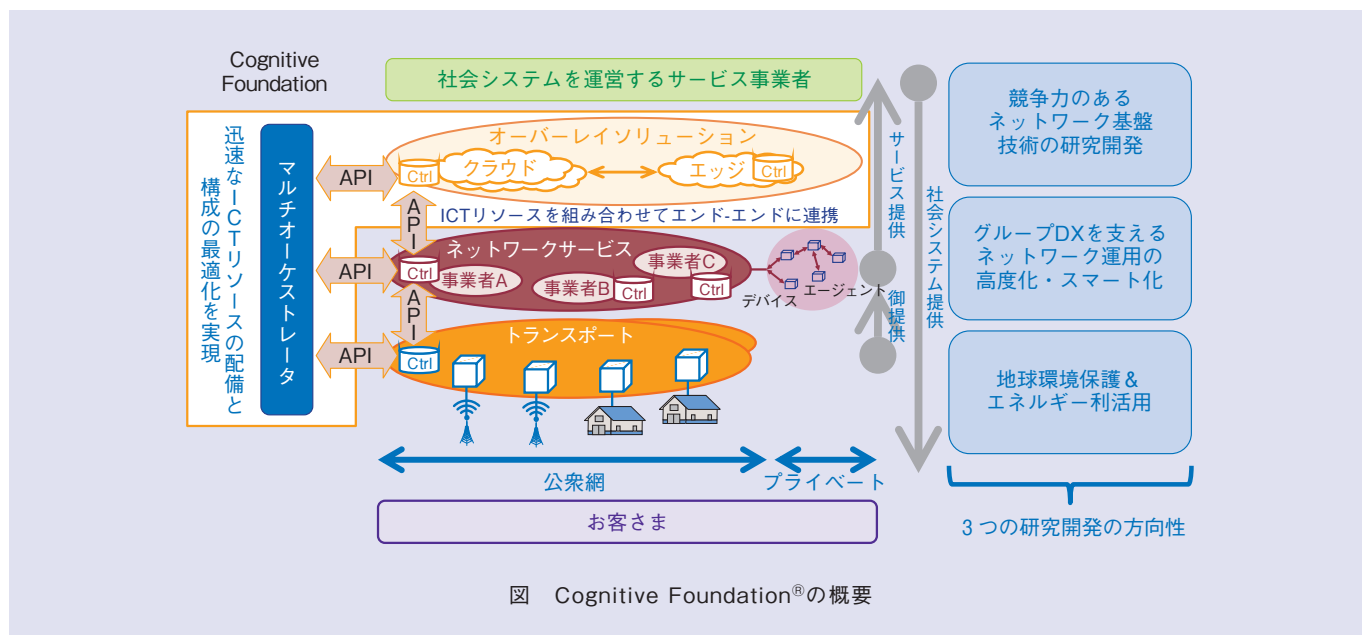 Cognitive
Foundation
社会システムを運営するサービス事業者
迅速なICTリソースの配備と
構成の最適化を実現
マルチオーケストレータ
API
オーバーレイソリューション
Ctrl
クラウド
エッジ
Ctrl
API
ICTリソースを組み合わせてエンド-エンドに連携
API
ネットワークサービス
Ctrl
事業者A
事業者B
Ctrl
事業者C
Ctrl
デバイス
エージェント
API
API
トランスポート
Ctrl
サービス提供
御提供
社会システム提供
公衆網
プライベート
お客さま
競争力のある
ネットワーク基盤
技術の研究開発
グループDXを支える
ネットワーク運用の
高度化・スマート化
地球環境保護&
エネルギー利活用
3つの研究開発の方向性
図 Cognitive Foundation®の概要